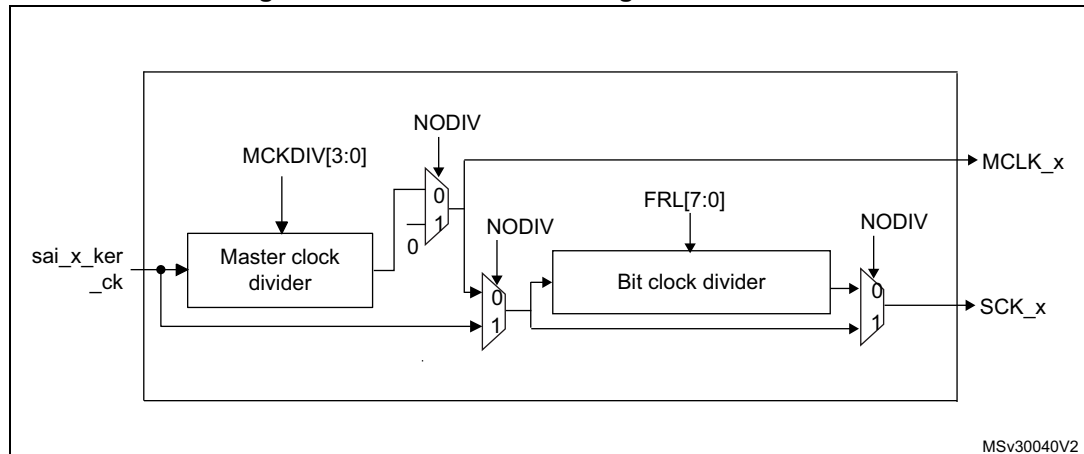 NODIV
MCKDIV[3:0]
MCLK_x
0
FRL[7:0]
1
NODIV
NODIV
0
sai_x_ker
_ck
Master clock
divider
Bit clock divider
0
0
1
1
SCK_x
MSv30040V2